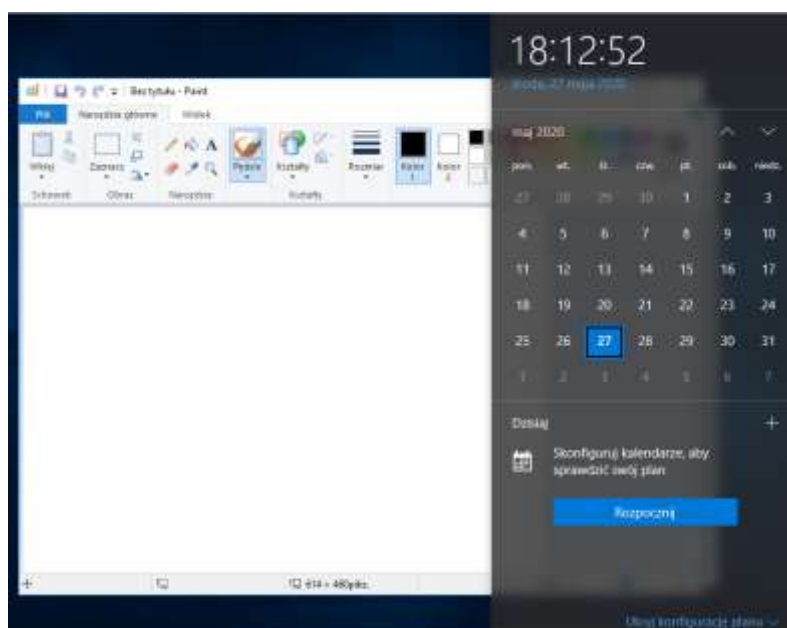 Bez tytułu - Paint
Plik Narzędzia główne Widok
Wklej Zaznacz Pędzle Kształty Rozmiar Kolor 1 Kolor 2
Schowek Obraz Narzędzia Kształty
614 × 460piks.
18:12:52
środa, 27 maja 2020
maj 2020
pon. wt. śr. czw. pt. sob. niedz.
27 28 29 30 1 2 3
4 5 6 7 8 9 10
11 12 13 14 15 16 17
18 19 20 21 22 23 24
25 26 27 28 29 30 31
1 2 3 4 5 6 7
Dzisiaj
Skonfiguruj kalendarze, aby
sprawdzić swój plan
Rozpocznij
Ukryj konfigurację planu